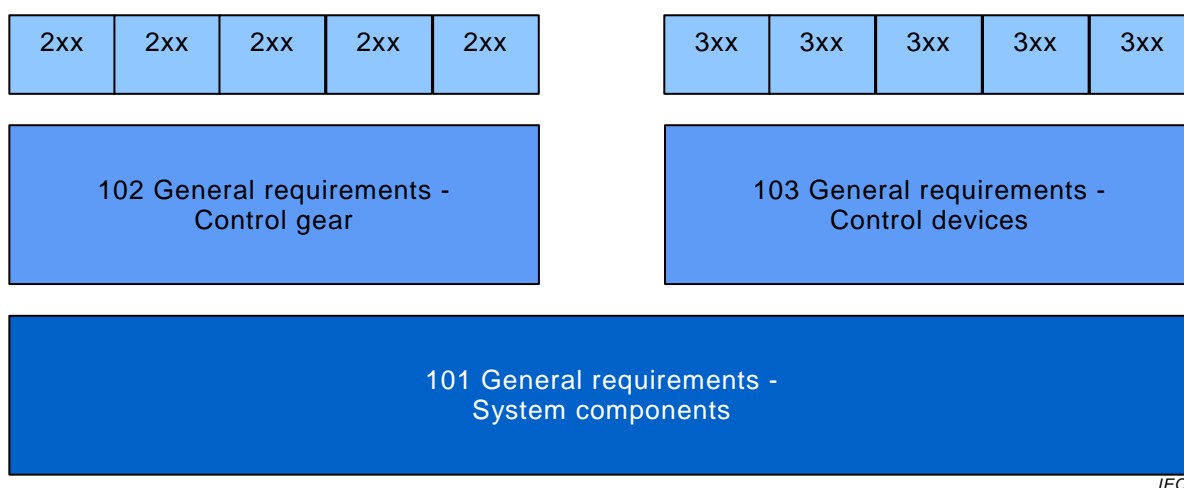 2xx 2xx 2xx 2xx 2xx 3xx 3xx 3xx 3xx 3xx
102 General requirements -
Control gear
103 General requirements -
Control devices
101 General requirements -
System components
IEC